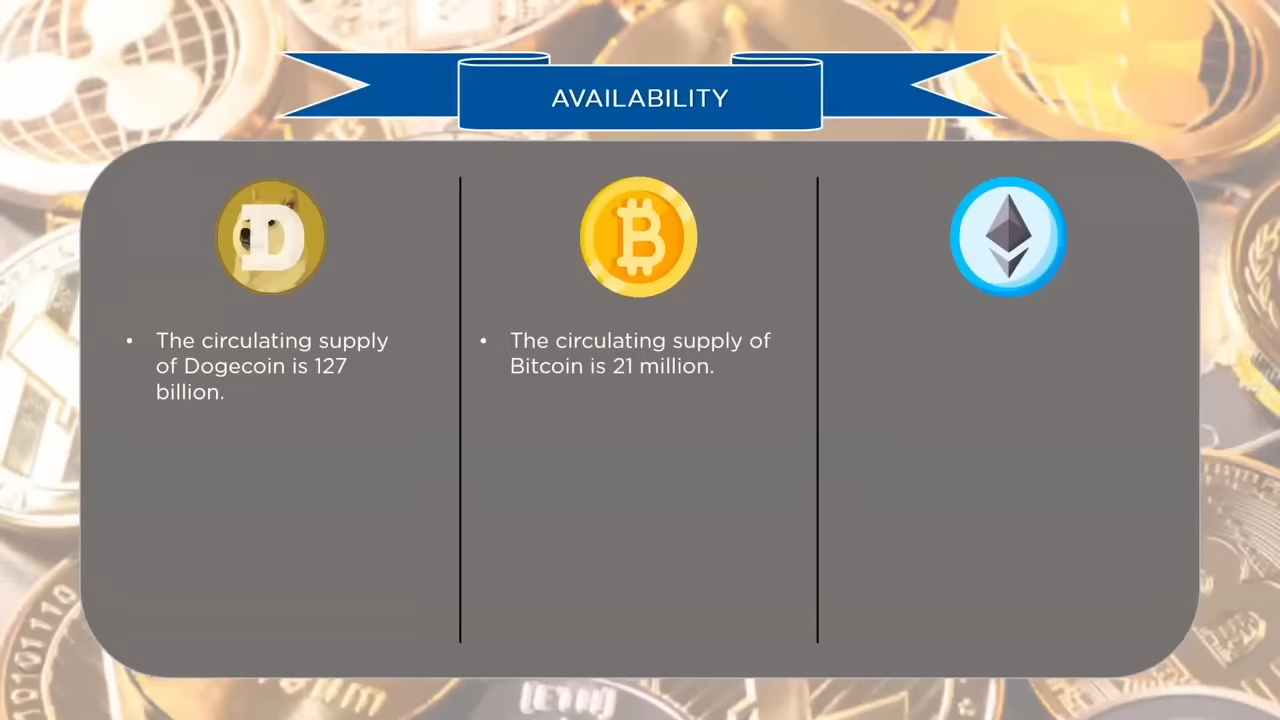 AVAILABILITY
D
• The circulating supply
of Dogecoin is 127
billion.
• The circulating supply of
Bitcoin is 21 million.